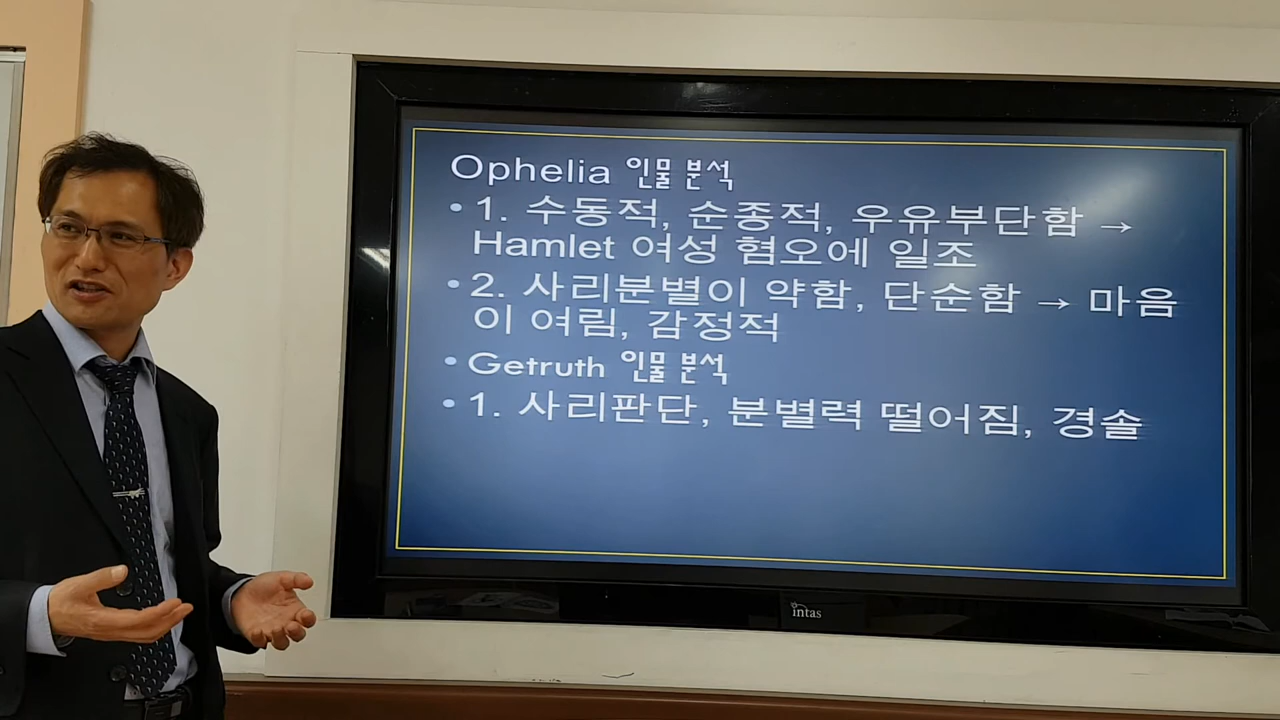 Ophelia 인물 분석
• 1. 수동적, 순종적, 우유부단함 →
Hamlet 여성 혐오에 일조
• 2. 사리분별이 약함, 단순함 → 마음
이 여림, 감정적
• Getruth 인물 분석
• 1. 사리판단, 분별력 떨어짐, 경솔
intas